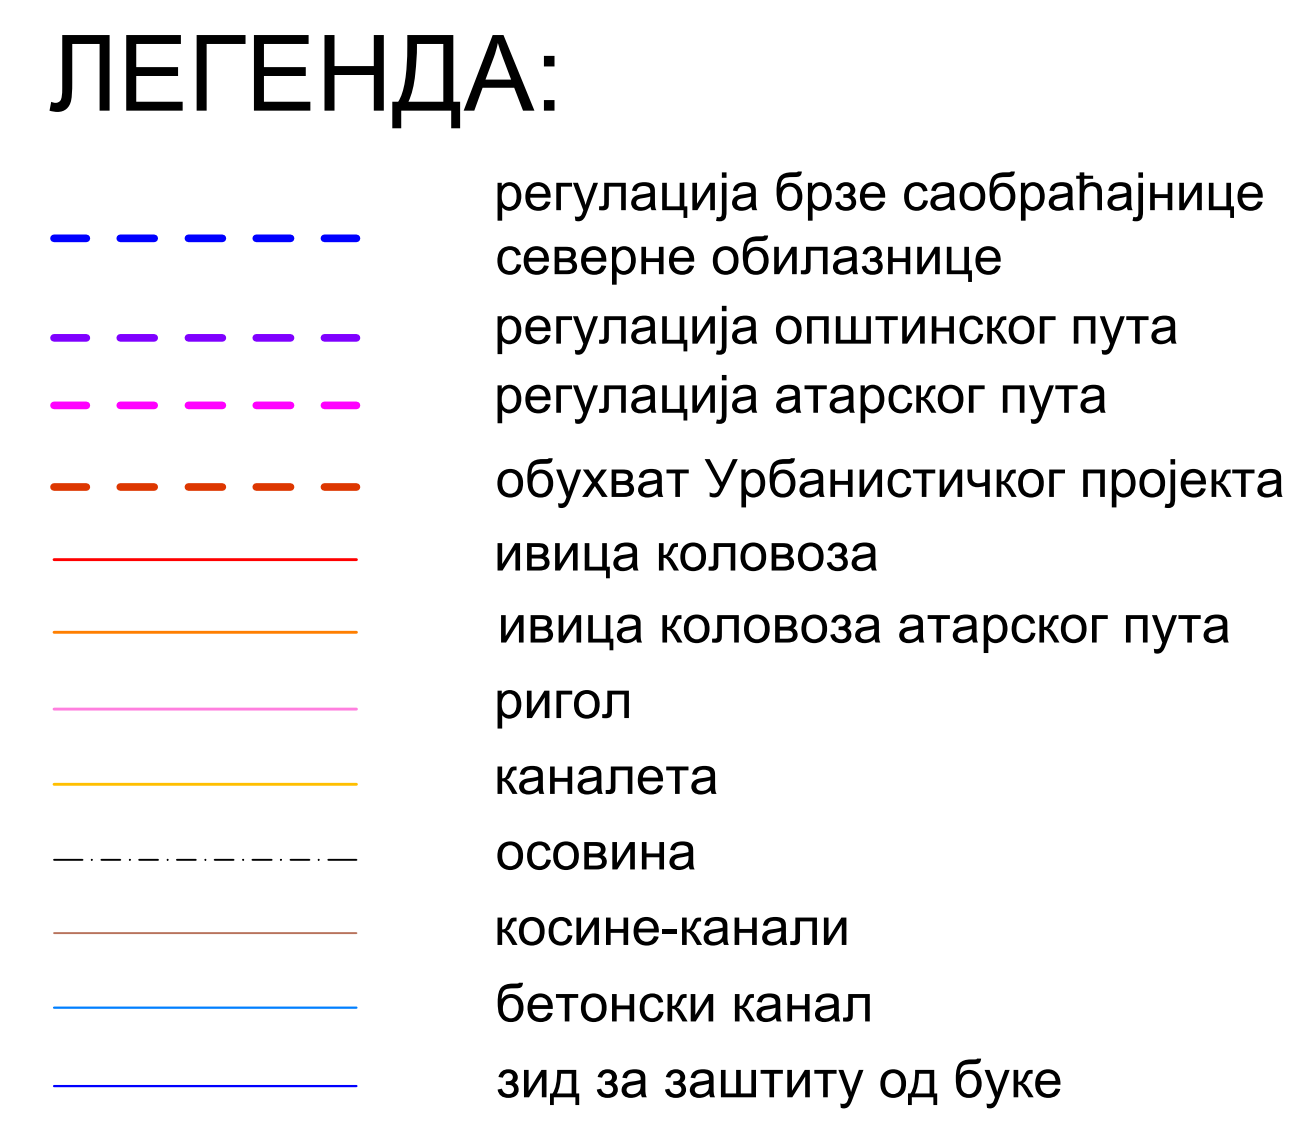 ЛЕГЕНДА:
регулација брзе саобраћајнице
северне обилазнице
регулација општинског пута
регулација атарског пута
обухват Урбанистичког пројекта
ивица коловоза
ивица коловоза атарског пута
ригол
каналета
осовина
косине-канали
бетонски канал
зид за заштиту од буке